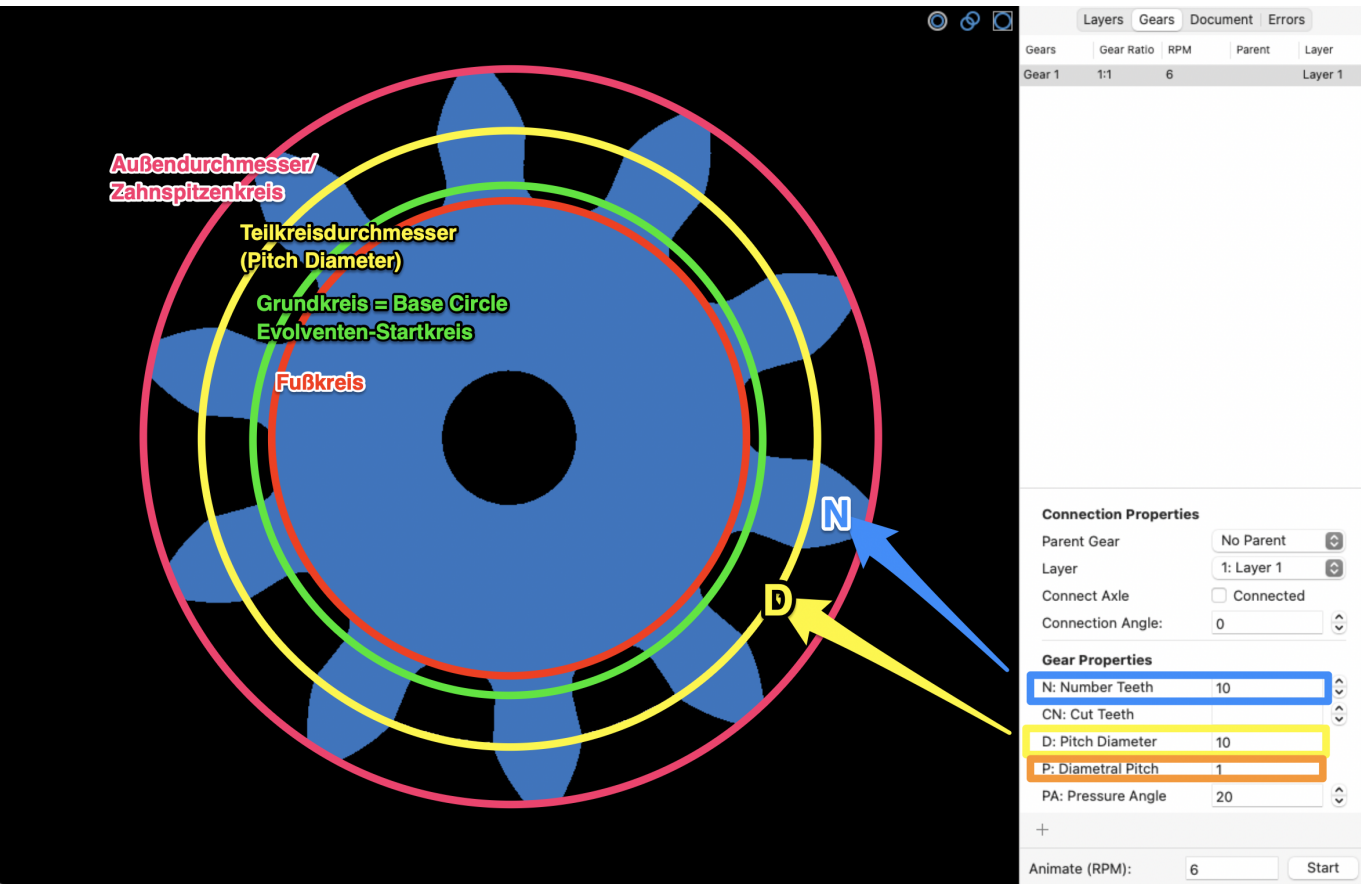 Layers Gears Document Errors
Gears Gear Ratio RPM Parent Layer
Gear 1 1:1 6 Layer 1
Außendurchmesser/
Zahnspitzenkreis
Teilkreisdurchmesser
(Pitch Diameter)
Grundkreis = Base Circle
Evolventen-Startkreis
Fußkreis
N
D
Connection Properties
Parent Gear No Parent
Layer 1: Layer 1
Connect Axle Connected
Connection Angle: 0
Gear Properties
N: Number Teeth 10
CN: Cut Teeth
D: Pitch Diameter 10
P: Diametral Pitch 1
PA: Pressure Angle 20
+
Animate (RPM): 6 Start